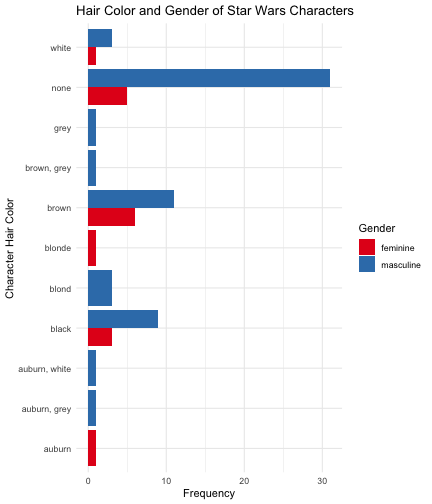 Hair Color and Gender of Star Wars Characters
white
none
grey
brown, grey
brown
blonde
blond
black
auburn, white
auburn, grey
auburn
Character Hair Color
0 10 20 30
Frequency
Gender
feminine
masculine